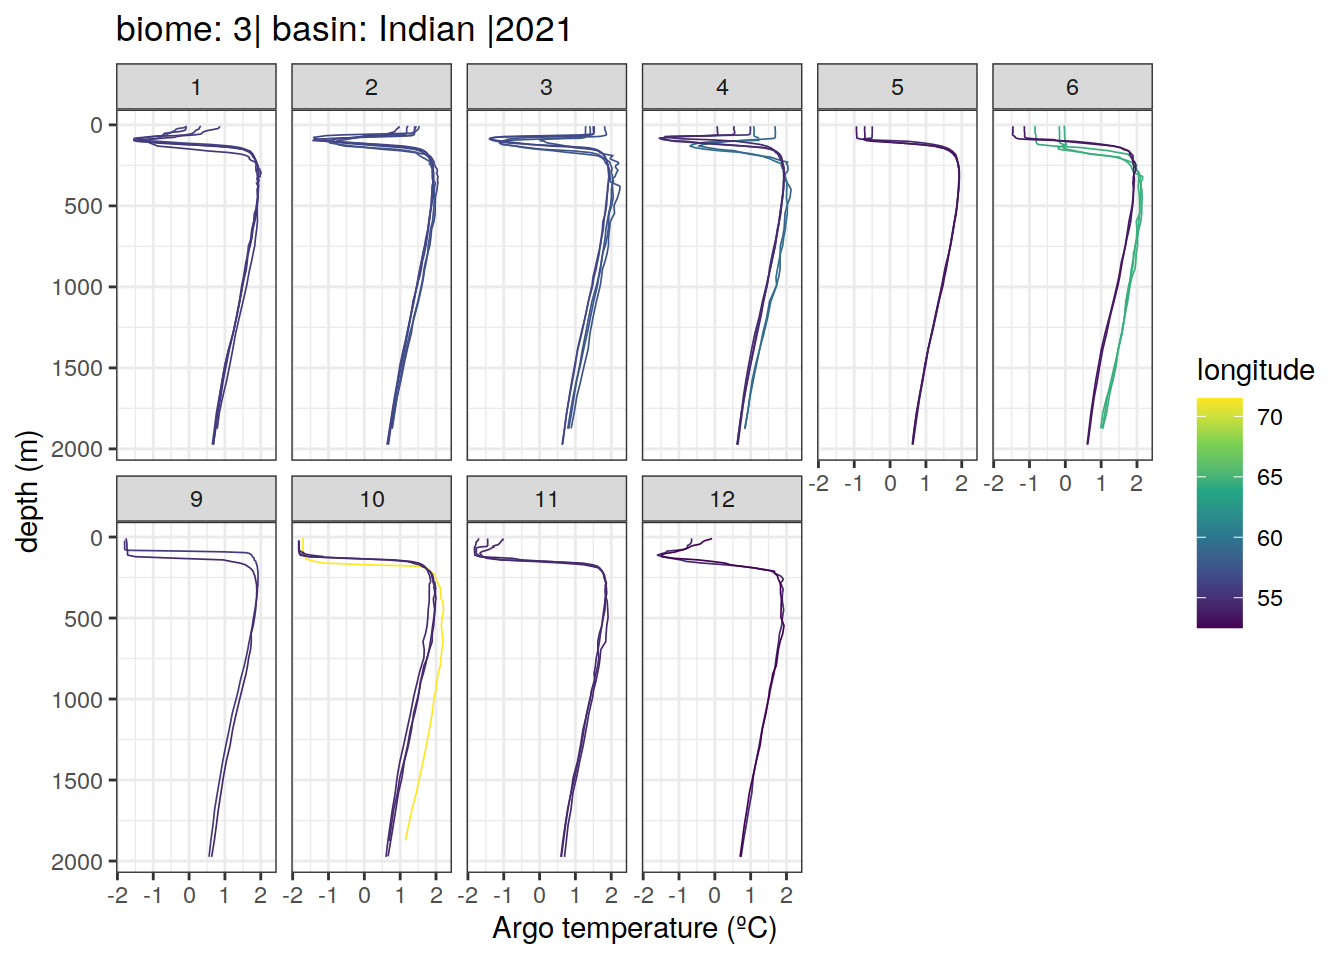 biome: 3| basin: Indian |2021
1 2 3 4 5 6
0
500
1000
1500
2000
-2 -1 0 1 2 -2 -1 0 1 2
9 10 11 12
0
500
1000
1500
2000
-2 -1 0 1 2 -2 -1 0 1 2 -2 -1 0 1 2 -2 -1 0 1 2
Argo temperature (ºC)
depth (m)
longitude
70
65
60
55